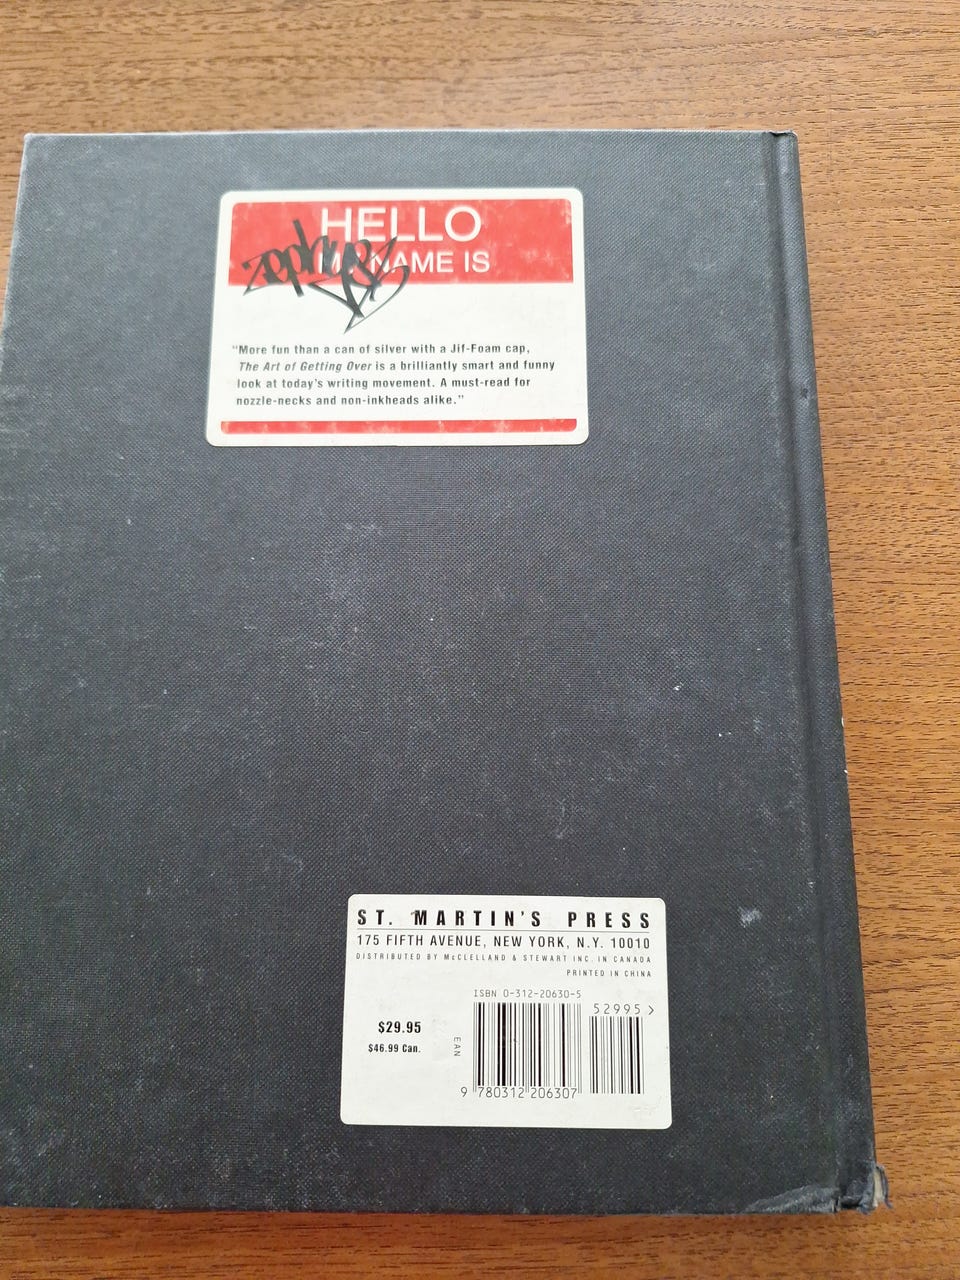 HELLO
MY NAME IS
zephyr
"More fun than a can of silver with a Jif-Foam cap,
The Art of Getting Over is a brilliantly smart and funny
look at today's writing movement. A must-read for
nozzle-necks and non-inkheads alike."
ST. MARTIN'S PRESS
175 FIFTH AVENUE, NEW YORK, N.Y. 10010
DISTRIBUTED BY McCLELLAND & STEWART INC. IN CANADA
PRINTED IN CHINA
ISBN 0-312-20630-5
52995 >
$29.95
$46.99 Can.
EAN
9 780312 206307